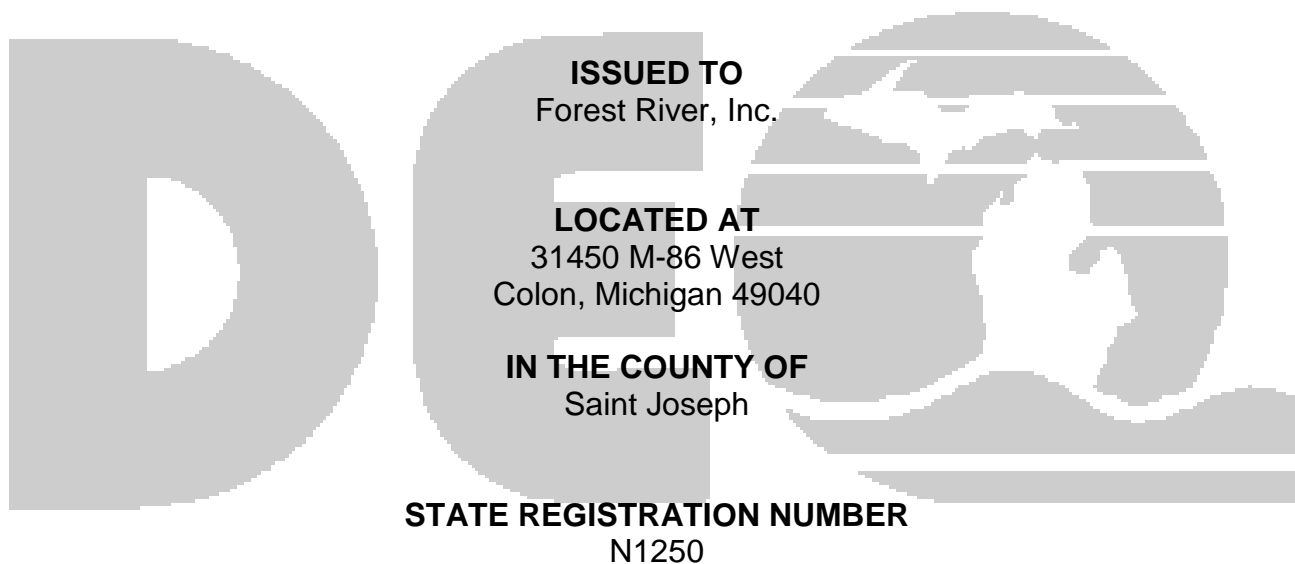 DEQ
ISSUED TO
Forest River, Inc.
LOCATED AT
31450 M-86 West
Colon, Michigan 49040
IN THE COUNTY OF
Saint Joseph
STATE REGISTRATION NUMBER
N1250